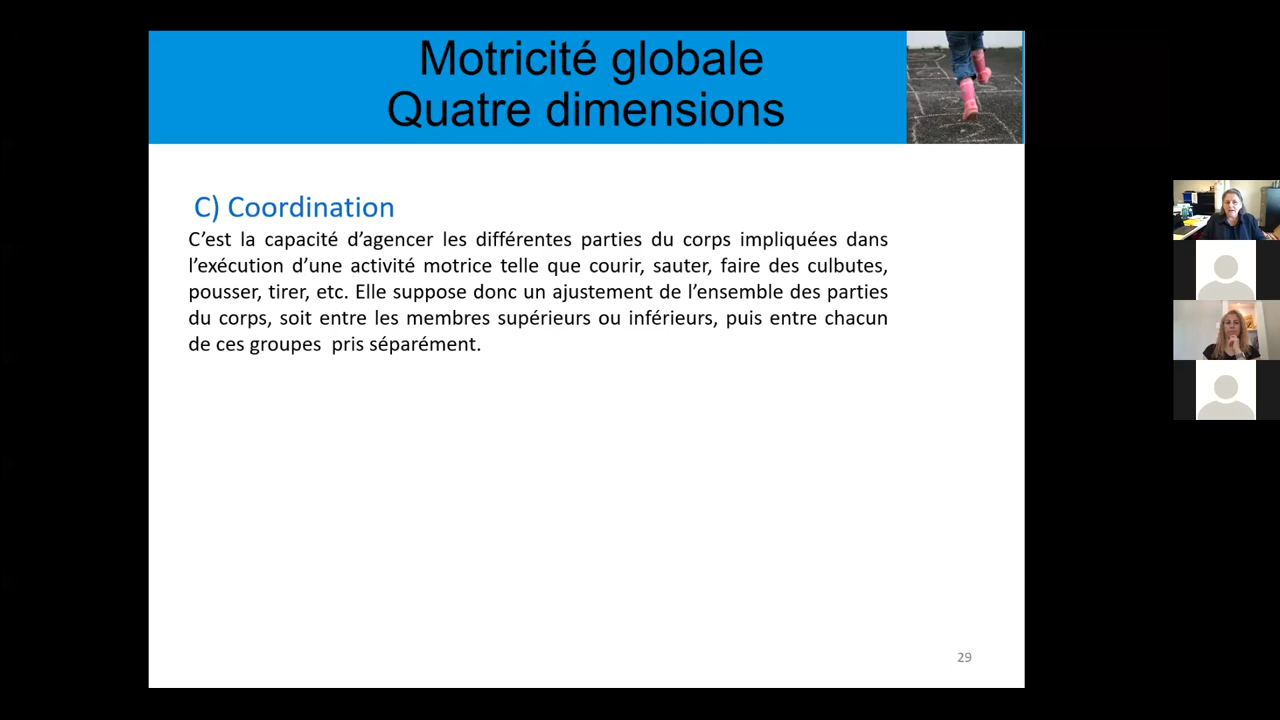 Motricité globale
Quatre dimensions
C) Coordination
C’est la capacité d’agencer les différentes parties du corps impliquées dans
l’exécution d’une activité motrice telle que courir, sauter, faire des culbutes,
pousser, tirer, etc. Elle suppose donc un ajustement de l’ensemble des parties
du corps, soit entre les membres supérieurs ou inférieurs, puis entre chacun
de ces groupes  pris séparément.
29